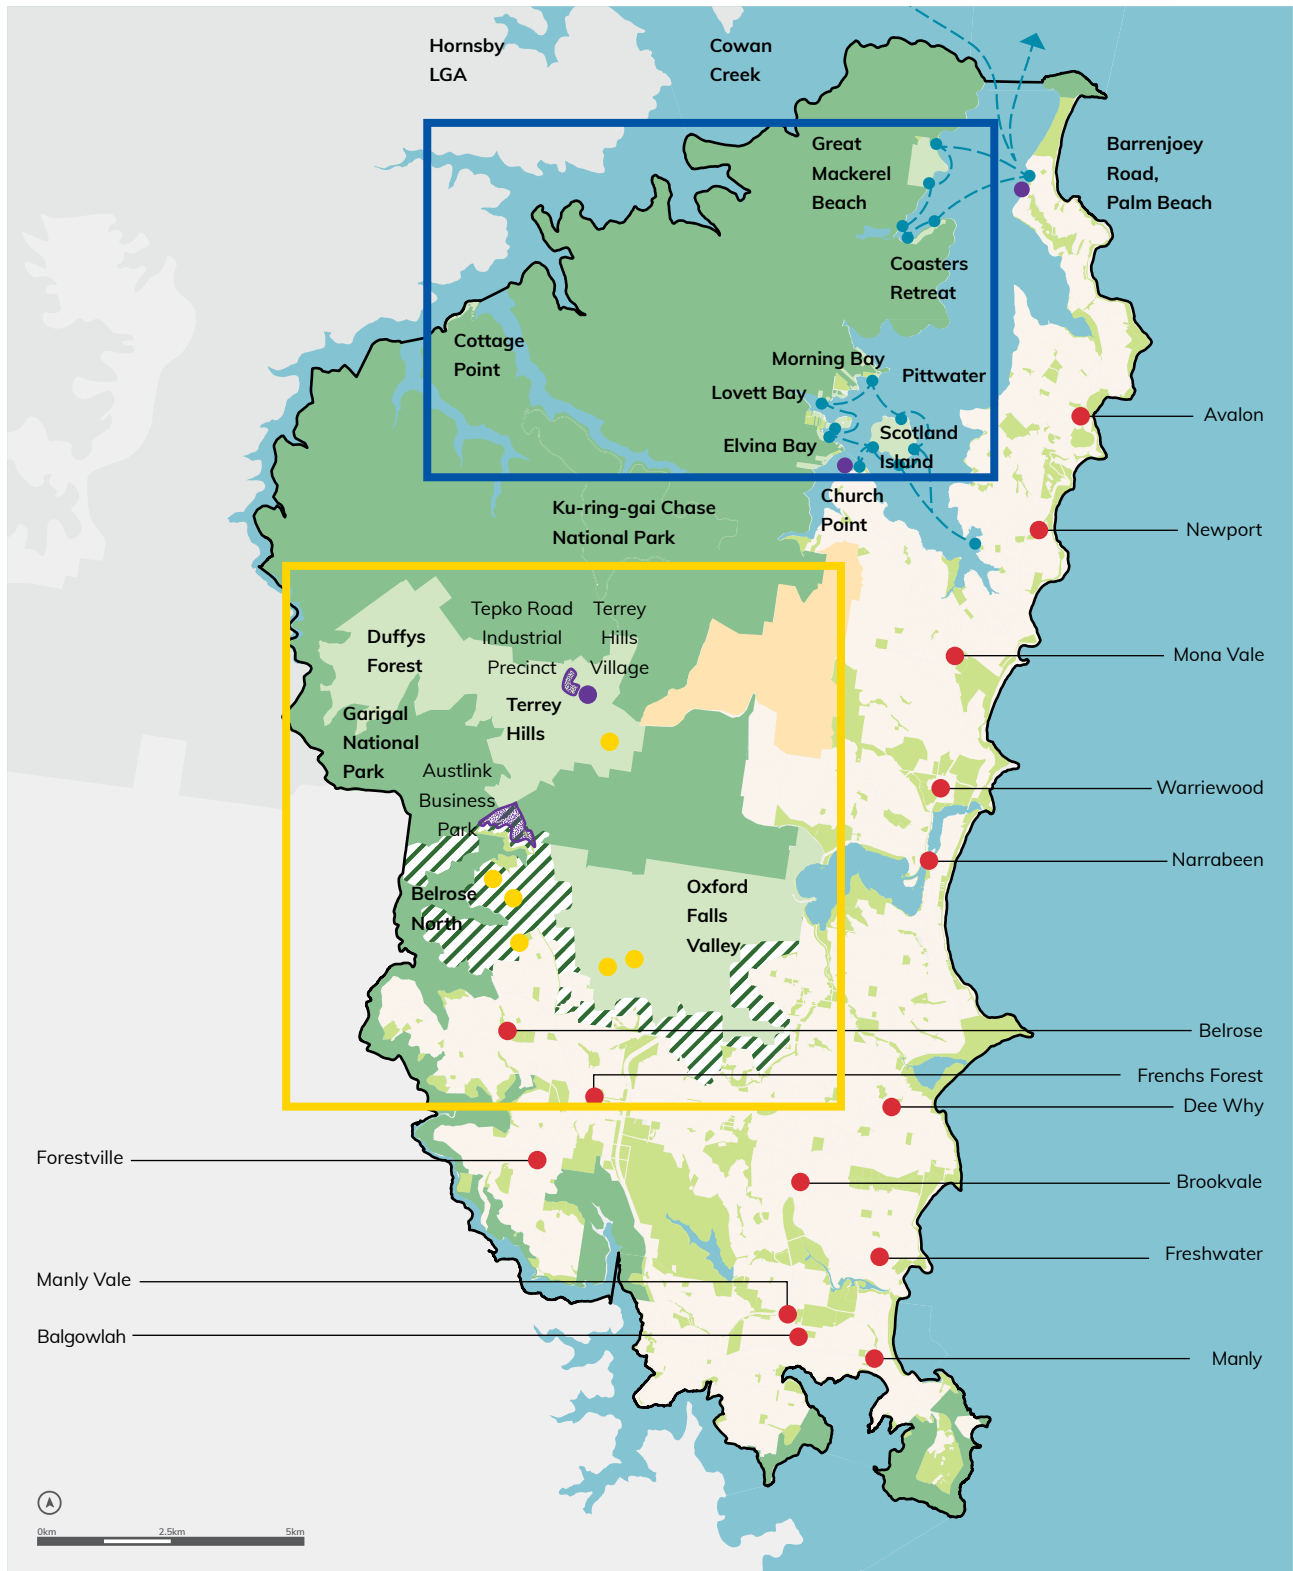 Hornsby
LGA
Cowan
Creek
Great
Mackerel
Beach
Barrenjoey
Road,
Palm Beach
Coasters
Retreat
Cottage
Point
Morning Bay
Pittwater
Lovett Bay
Avalon
Scotland
Island
Elvina Bay
Church
Point
Ku-ring-gai Chase
National Park
Newport
Tepko Road
Industrial
Precinct
Terrey
Hills
Village
Duffys
Forest
Mona Vale
Terrey
Hills
Garigal
National
Park
Austlink
Business
Park
Warriewood
Narrabeen
Belrose
North
Oxford
Falls
Valley
Belrose
Frenchs Forest
Dee Why
Forestville
Brookvale
Freshwater
Manly Vale
Balgowlah
Manly
0km 2.5km 5km